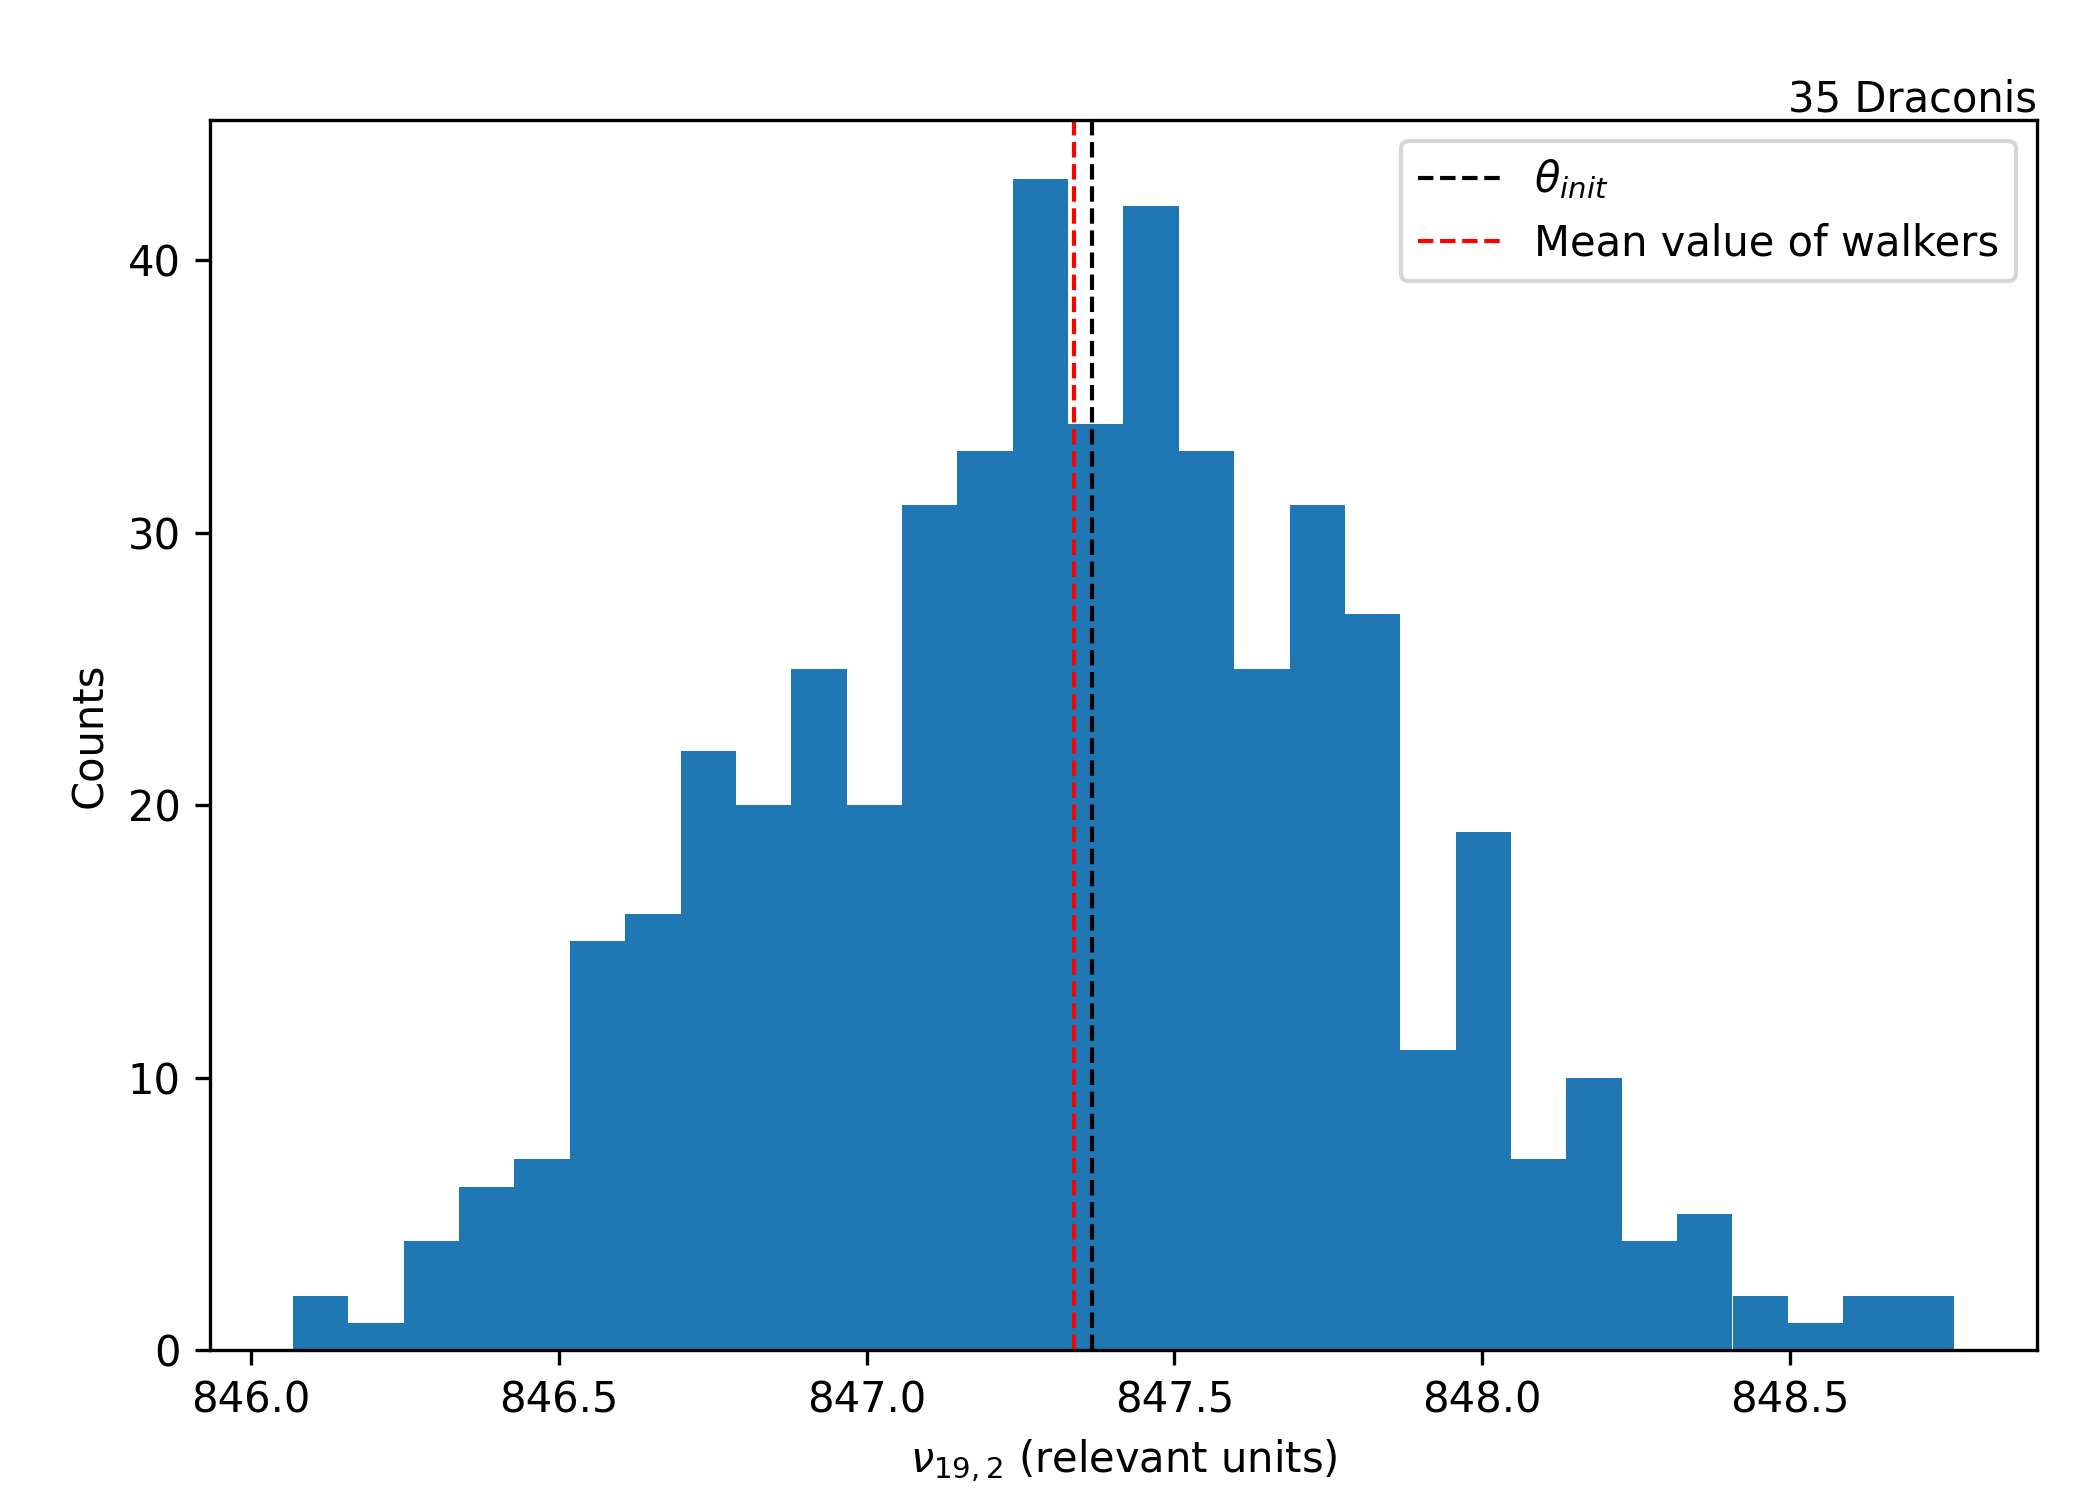 35 Draconis
θinit
Mean value of walkers
40
30
20
10
0
Counts
846.0 846.5 847.0 847.5 848.0 848.5
ν19, 2 (relevant units)